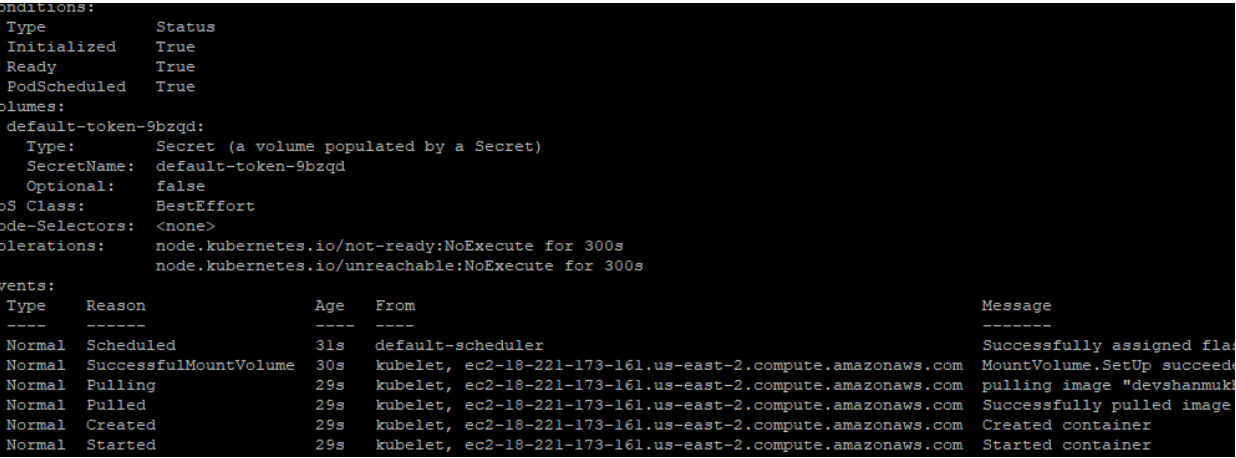 onditions:
Type Status
Initialized True
Ready True
PodScheduled True
olumes:
default-token-9bzqd:
Type: Secret (a volume populated by a Secret)
SecretName: default-token-9bzqd
Optional: false
oS Class: BestEffort
ode-Selectors: <none>
olerations: node.kubernetes.io/not-ready:NoExecute for 300s
node.kubernetes.io/unreachable:NoExecute for 300s
vents:
Type Reason Age From Message
---- ------ ---- ---- -------
Normal Scheduled 31s default-scheduler Successfully assigned flas
Normal SuccessfulMountVolume 30s kubelet, ec2-18-221-173-161.us-east-2.compute.amazonaws.com MountVolume.SetUp succeede
Normal Pulling 29s kubelet, ec2-18-221-173-161.us-east-2.compute.amazonaws.com pulling image "devshanmukh
Normal Pulled 29s kubelet, ec2-18-221-173-161.us-east-2.compute.amazonaws.com Successfully pulled image
Normal Created 29s kubelet, ec2-18-221-173-161.us-east-2.compute.amazonaws.com Created container
Normal Started 29s kubelet, ec2-18-221-173-161.us-east-2.compute.amazonaws.com Started container